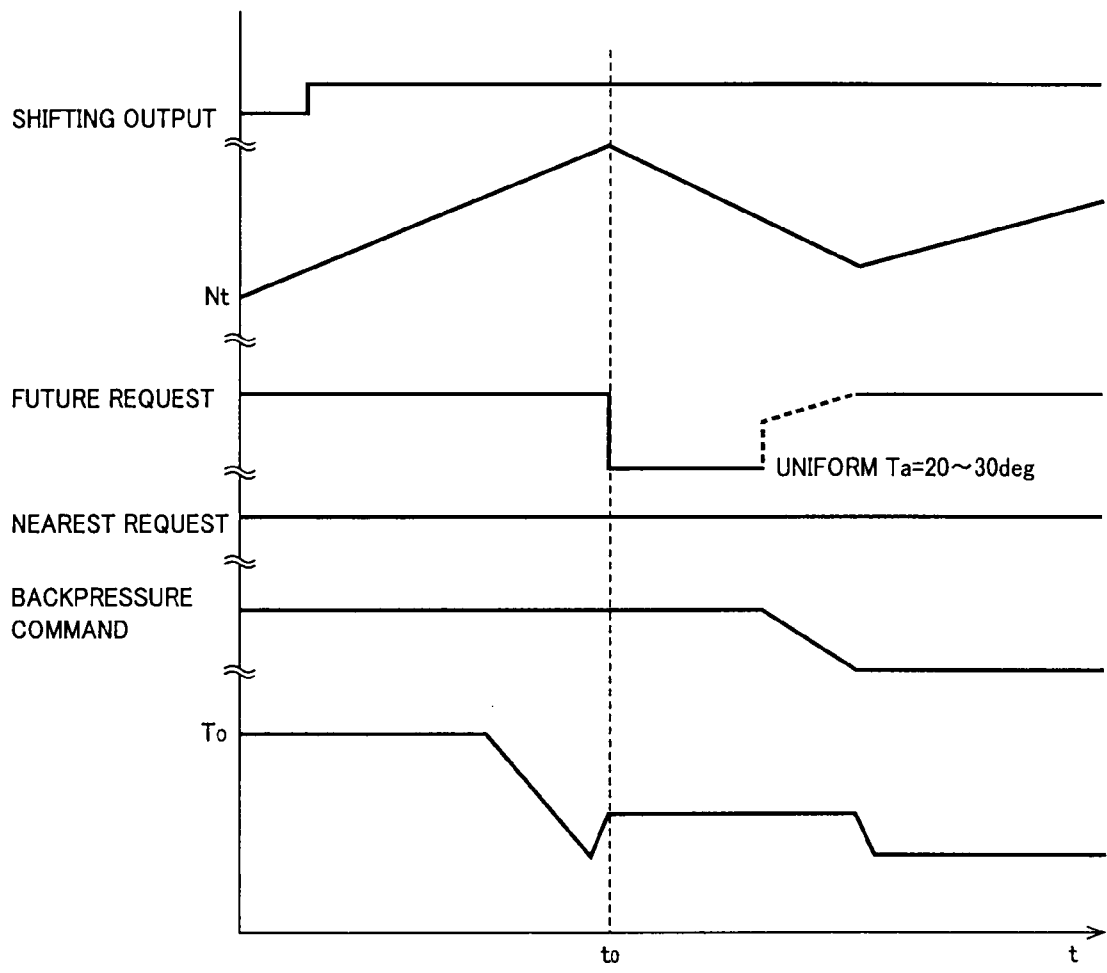 SHIFTING OUTPUT
Nt
FUTURE REQUEST
UNIFORM Ta=20～30deg
NEAREST REQUEST
BACKPRESSURE
COMMAND
To
to
t